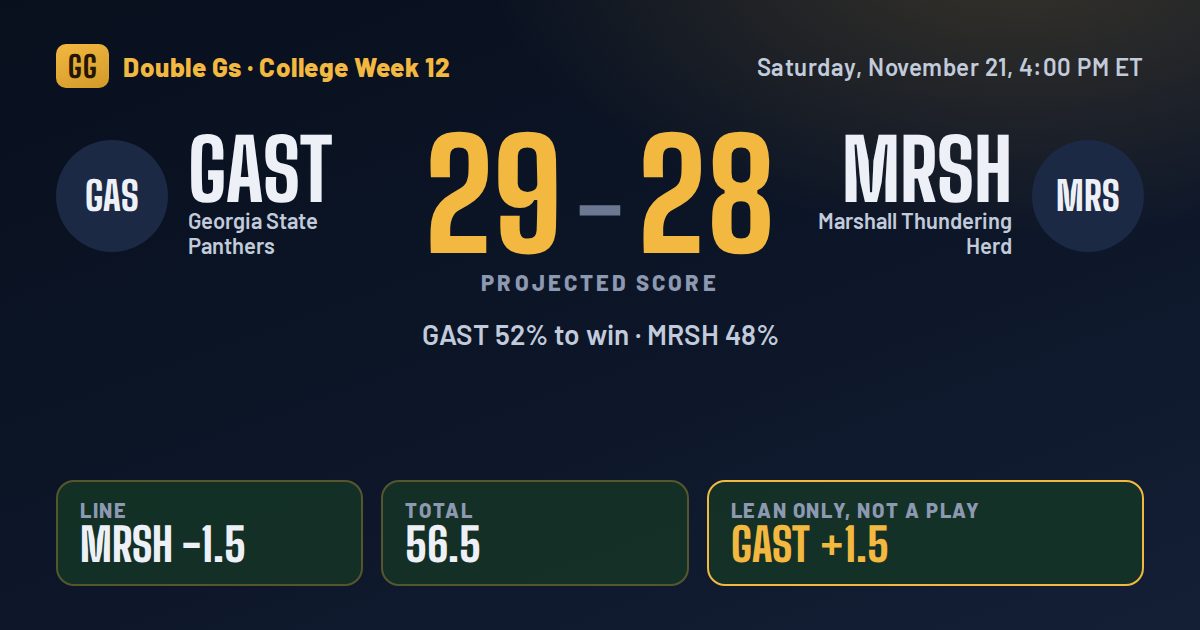 GG Double Gs · College Week 12
Saturday, November 21, 4:00 PM ET
GAS
GAST
Georgia State
Panthers
29 – 28
PROJECTED SCORE
GAST 52% to win · MRSH 48%
MRSH
Marshall Thundering
Herd
MRS
LINE
MRSH −1.5
TOTAL
56.5
LEAN ONLY, NOT A PLAY
GAST +1.5